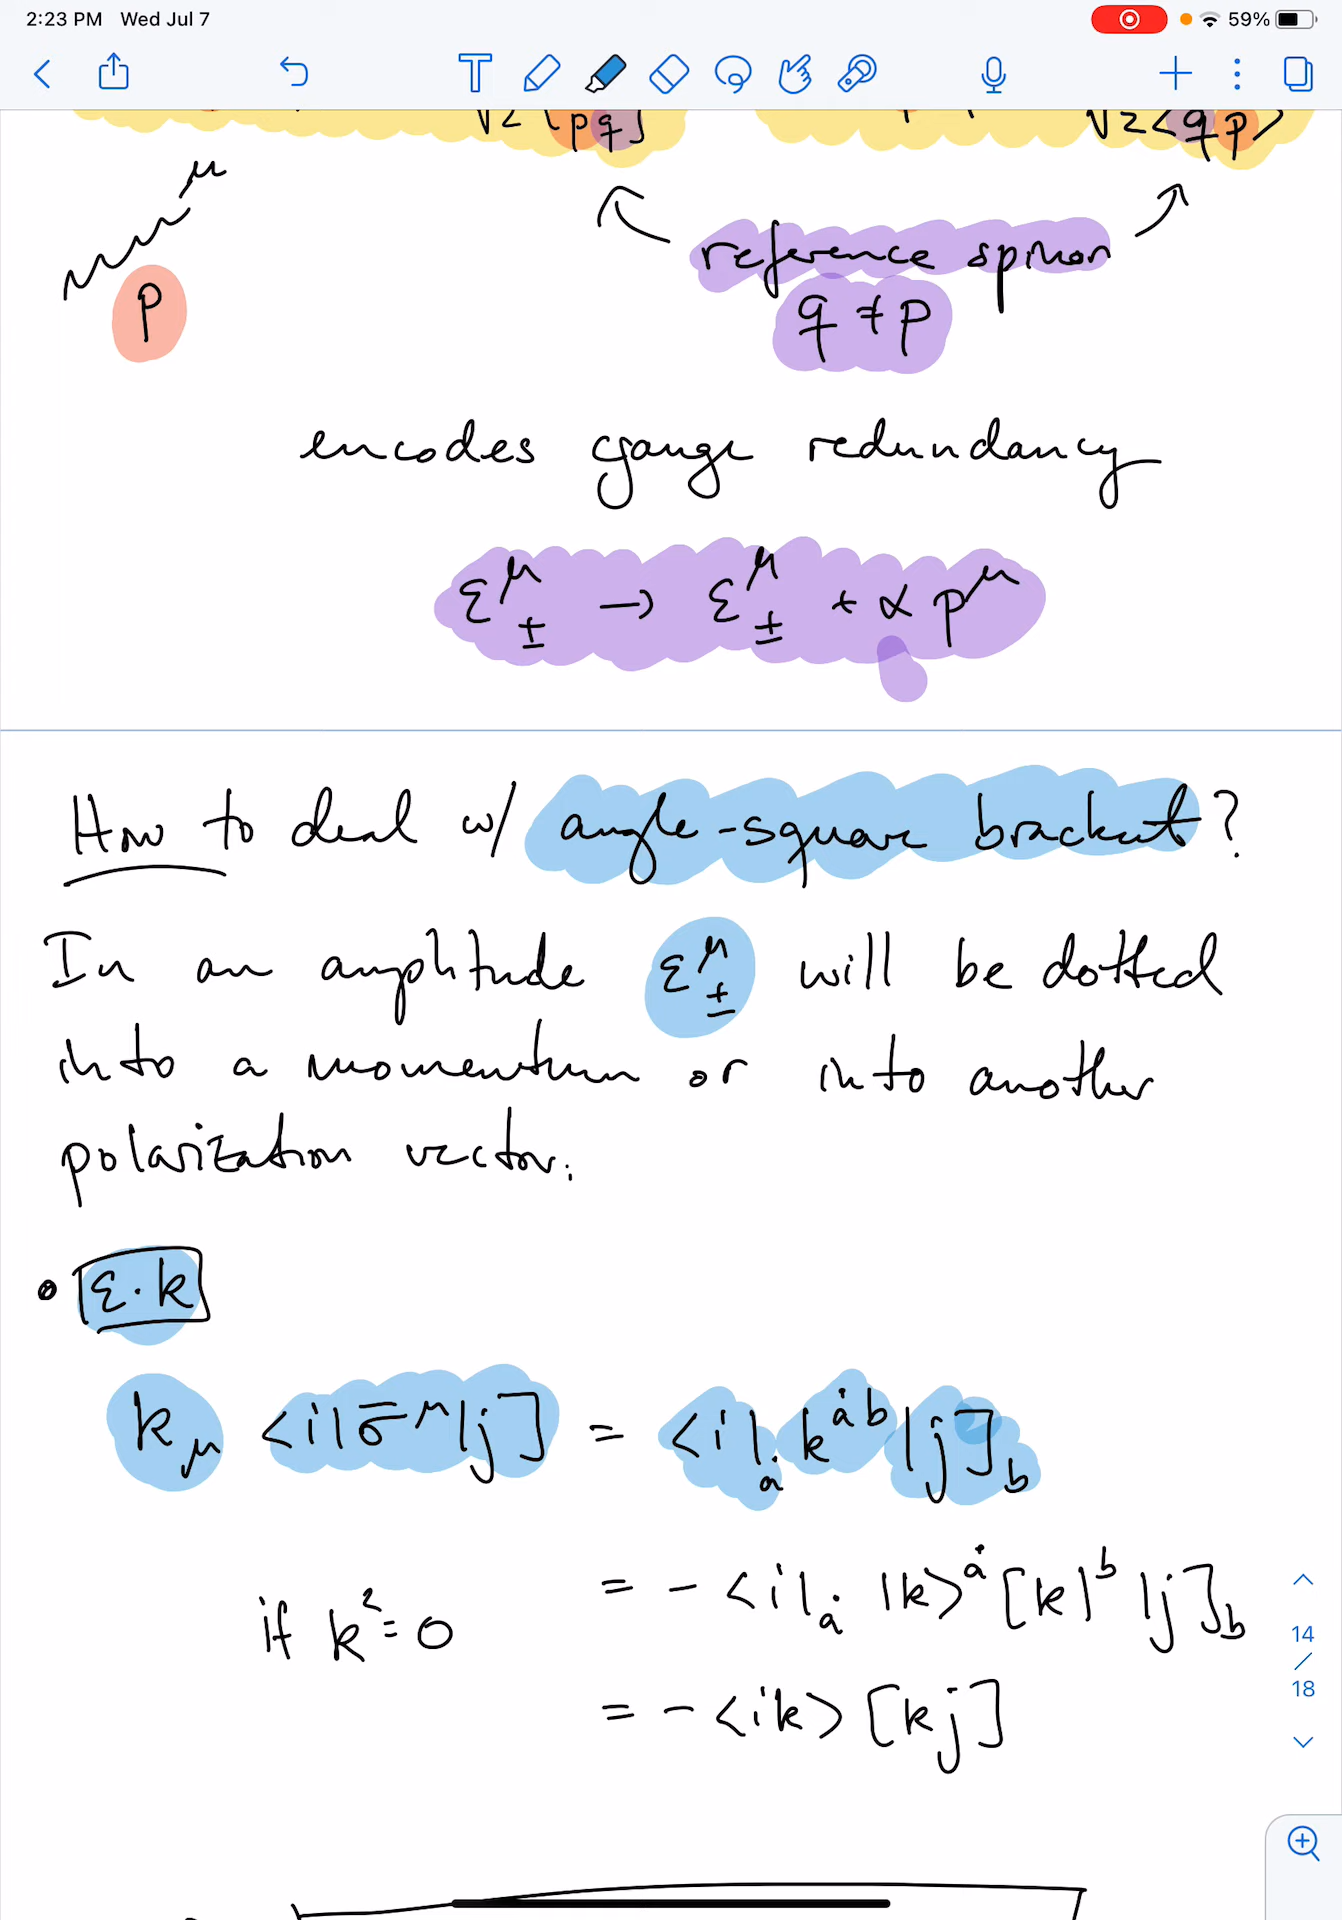 2:23 PM Wed Jul 7 59%
T
√2 [pq] √2<qp>
μ
reference spinor
p
q ≠ p
encodes gauge redundancy
ε^μ_± → ε^μ_± + α p^μ
How to deal w/ angle-square bracket?
In an amplitude ε^μ_± will be dotted
into a momentum or into another
polarization vector:
• ε·k
k_μ <i|σ̄^μ|j] = <i|_ȧ k^{ȧb} |j]_b
if k²=0 = - <i|_ȧ |k>^ȧ [k|^b |j]_b
= - <ik> [kj]
14
/
18